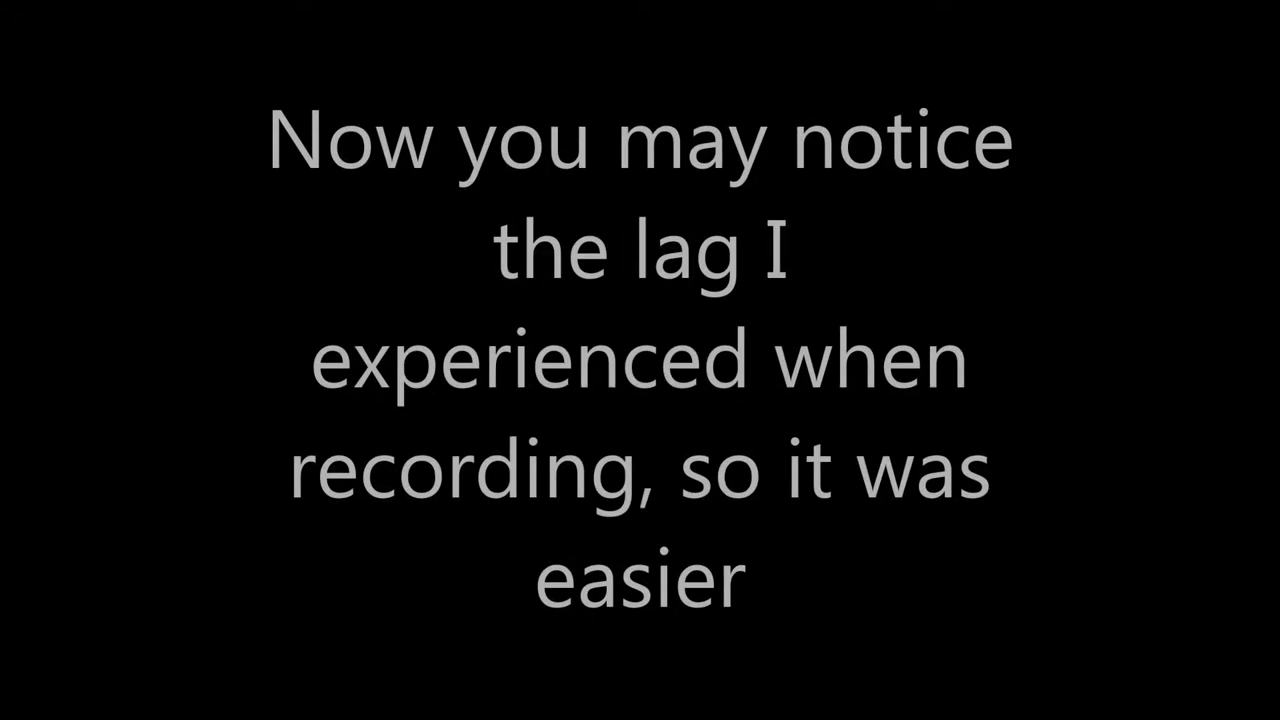 Now you may notice
the lag I
experienced when
recording, so it was
easier